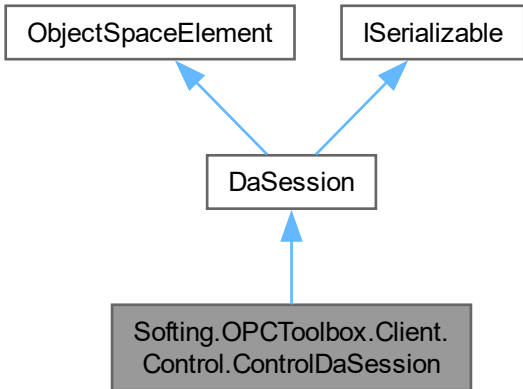 ObjectSpaceElement
ISerializable
DaSession
Softing.OPCToolbox.Client.
Control.ControlDaSession